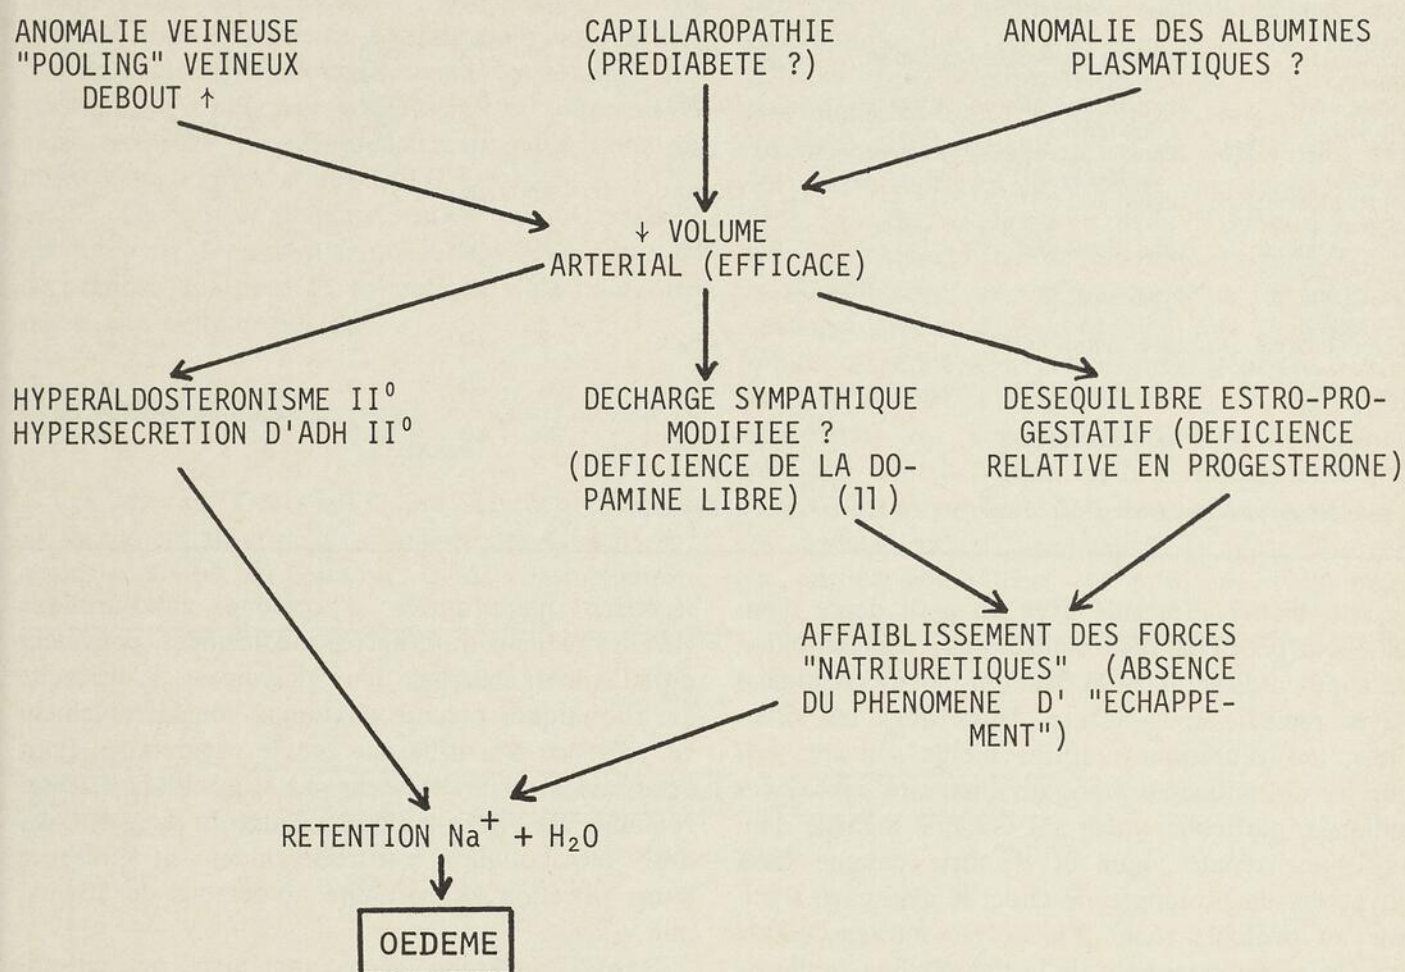 ANOMALIE VEINEUSE
"POOLING" VEINEUX
DEBOUT ↑
CAPILLAROPATHIE
(PREDIABETE ?)
ANOMALIE DES ALBUMINES
PLASMATIQUES ?
↓ VOLUME
ARTERIAL (EFFICACE)
HYPERALDOSTERONISME II⁰
HYPERSECRETION D'ADH II⁰
DECHARGE SYMPATHIQUE
MODIFIEE ?
(DEFICIENCE DE LA DO-
PAMINE LIBRE) (11)
DESEQUILIBRE ESTRO-PRO-
GESTATIF (DEFICIENCE
RELATIVE EN PROGESTERONE)
AFFAIBLISSEMENT DES FORCES
"NATRIURETIQUES" (ABSENCE
DU PHENOMENE D' "ECHAPPE-
MENT")
RETENTION Na⁺ + H₂O
OEDEME